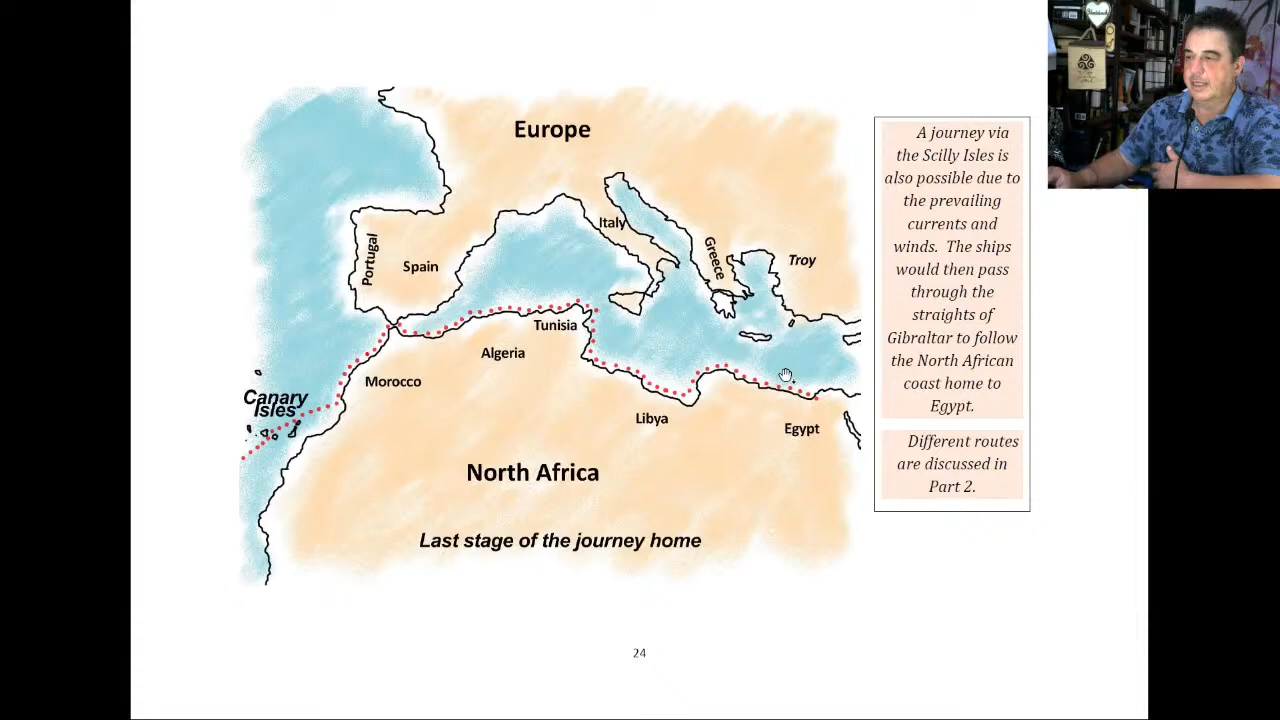 Europe
Italy
Greece
Troy
Portugal
Spain
Tunisia
Algeria
Morocco
Canary
Isles
Libya
Egypt
North Africa
Last stage of the journey home
A journey via
the Scilly Isles is
also possible due to
the prevailing
currents and
winds. The ships
would then pass
through the
straights of
Gibraltar to follow
the North African
coast home to
Egypt.
Different routes
are discussed in
Part 2.
24